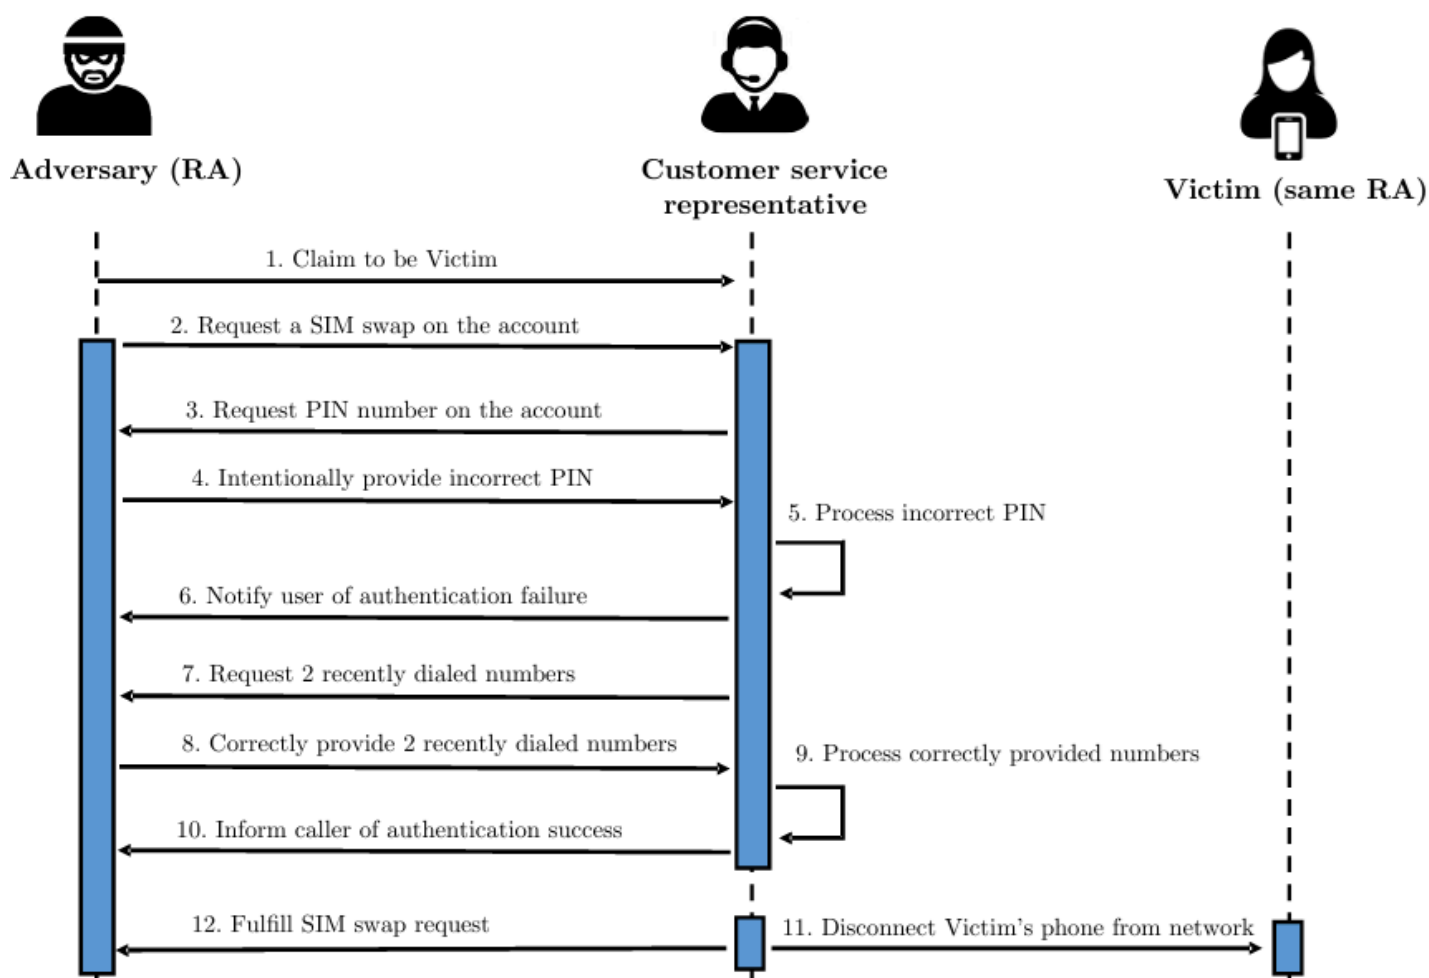 Adversary (RA)
Customer service
representative
Victim (same RA)
1. Claim to be Victim
2. Request a SIM swap on the account
3. Request PIN number on the account
4. Intentionally provide incorrect PIN
5. Process incorrect PIN
6. Notify user of authentication failure
7. Request 2 recently dialed numbers
8. Correctly provide 2 recently dialed numbers
9. Process correctly provided numbers
10. Inform caller of authentication success
12. Fulfill SIM swap request
11. Disconnect Victim's phone from network